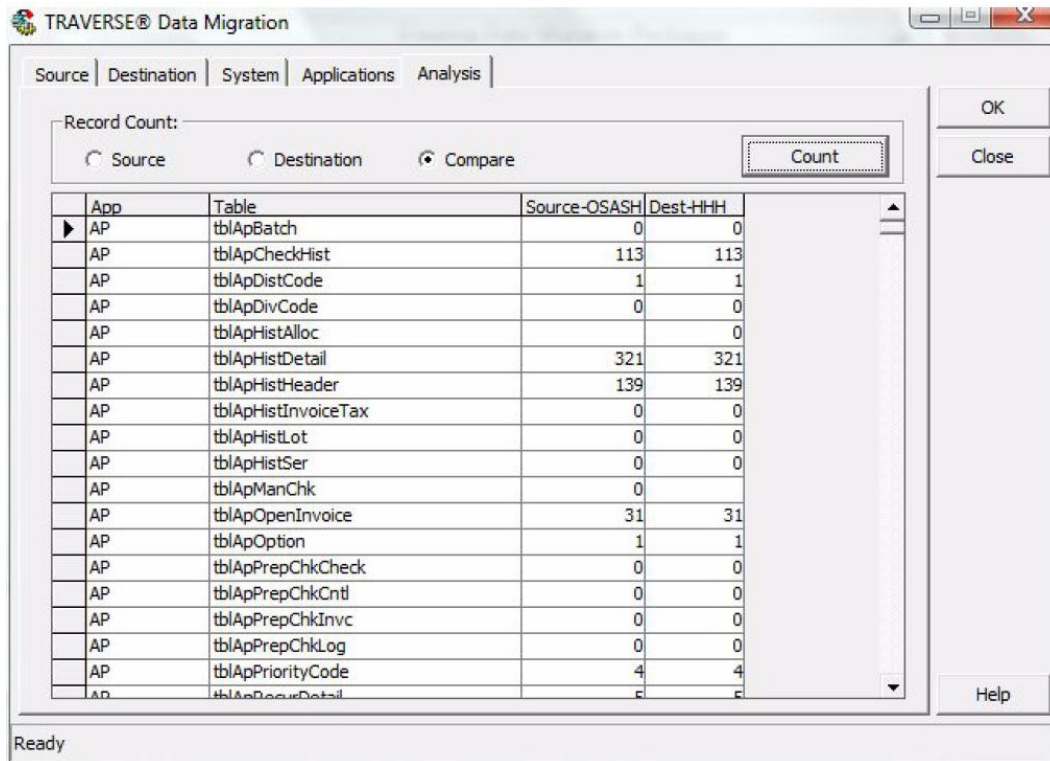 TRAVERSE® Data Migration
Source Destination System Applications Analysis
OK
Record Count:
Source Destination Compare Count Close
App Table Source-OSASH Dest-HHH
AP tblApBatch 0 0
AP tblApCheckHist 113 113
AP tblApDistCode 1 1
AP tblApDivCode 0 0
AP tblApHistAlloc 0
AP tblApHistDetail 321 321
AP tblApHistHeader 139 139
AP tblApHistInvoiceTax 0 0
AP tblApHistLot 0 0
AP tblApHistSer 0 0
AP tblApManChk 0
AP tblApOpenInvoice 31 31
AP tblApOption 1 1
AP tblApPrepChkCheck 0 0
AP tblApPrepChkCntl 0 0
AP tblApPrepChkInvc 0 0
AP tblApPrepChkLog 0 0
AP tblApPriorityCode 4 4
AP tblApRecurDetail 5 5
Help
Ready